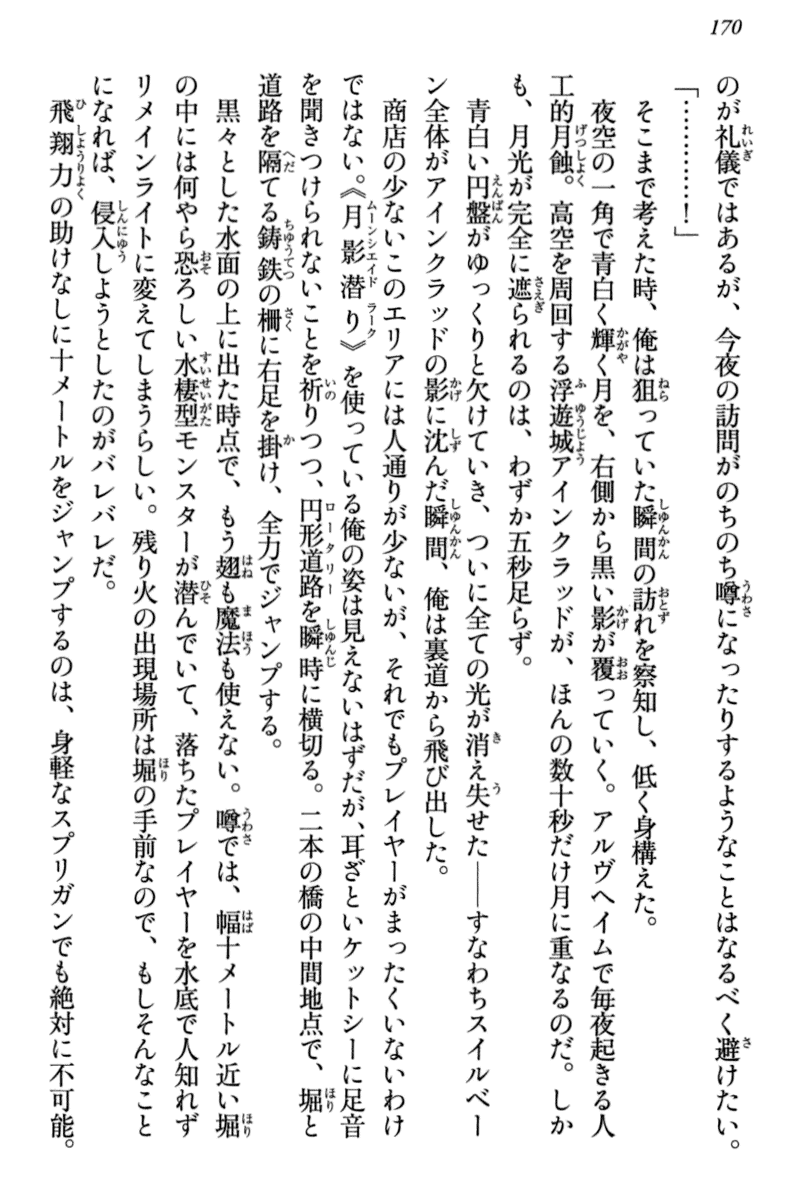 170
のが礼儀ではあるが、今夜の訪問がのちのち噂になったりするようなことはなるべく避けたい。
「…………！」
そこまで考えた時、俺は狙っていた瞬間の訪れを察知し、低く身構えた。
夜空の一角で青白く輝く月を、右側から黒い影が覆っていく。アルヴヘイムで毎夜起きる人
工的月蝕。高空を周回する浮遊城アインクラッドが、ほんの数十秒だけ月に重なるのだ。しか
も、月光が完全に遮られるのは、わずか五秒足らず。
青白い円盤がゆっくりと欠けていき、ついに全ての光が消え失せた――すなわちスイルベー
ン全体がアインクラッドの影に沈んだ瞬間、俺は裏道から飛び出した。
商店の少ないこのエリアには人通りが少ないが、それでもプレイヤーがまったくいないわけ
ではない。《月影潜り》を使っている俺の姿は見えないはずだが、耳ざといケットシーに足音
を聞きつけられないことを祈りつつ、円形道路を瞬時に横切る。二本の橋の中間地点で、堀と
道路を隔てる鋳鉄の柵に右足を掛け、全力でジャンプする。
黒々とした水面の上に出た時点で、もう翅も魔法も使えない。噂では、幅十メートル近い堀
の中には何やら恐ろしい水棲型モンスターが潜んでいて、落ちたプレイヤーを水底で人知れず
リメインライトに変えてしまうらしい。残り火の出現場所は堀の手前なので、もしそんなこと
になれば、侵入しようとしたのがバレバレだ。
飛翔力の助けなしに十メートルをジャンプするのは、身軽なスプリガンでも絶対に不可能。